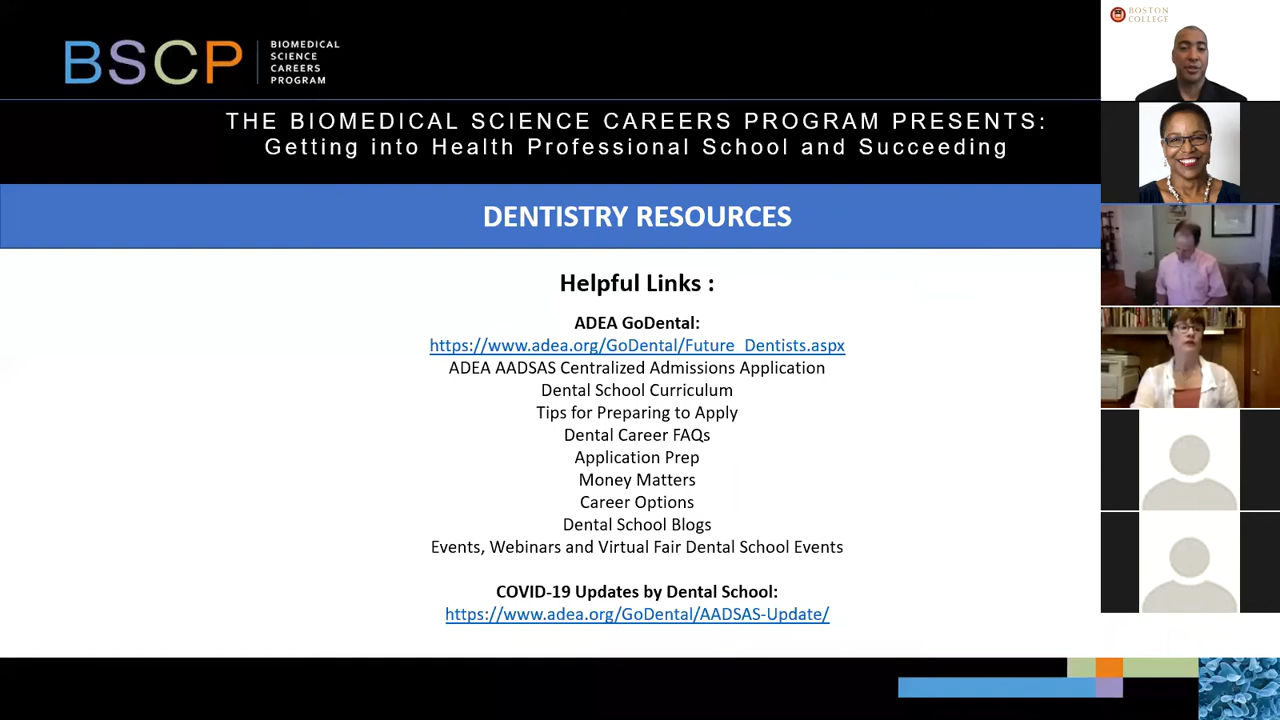 BSCP
BIOMEDICAL
SCIENCE
CAREERS
PROGRAM
THE BIOMEDICAL SCIENCE CAREERS PROGRAM PRESENTS:
Getting into Health Professional School and Succeeding
DENTISTRY RESOURCES
Helpful Links :
ADEA GoDental:
https://www.adea.org/GoDental/Future_Dentists.aspx
ADEA AADSAS Centralized Admissions Application
Dental School Curriculum
Tips for Preparing to Apply
Dental Career FAQs
Application Prep
Money Matters
Career Options
Dental School Blogs
Events, Webinars and Virtual Fair Dental School Events
COVID-19 Updates by Dental School:
https://www.adea.org/GoDental/AADSAS-Update/
BOSTON
COLLEGE